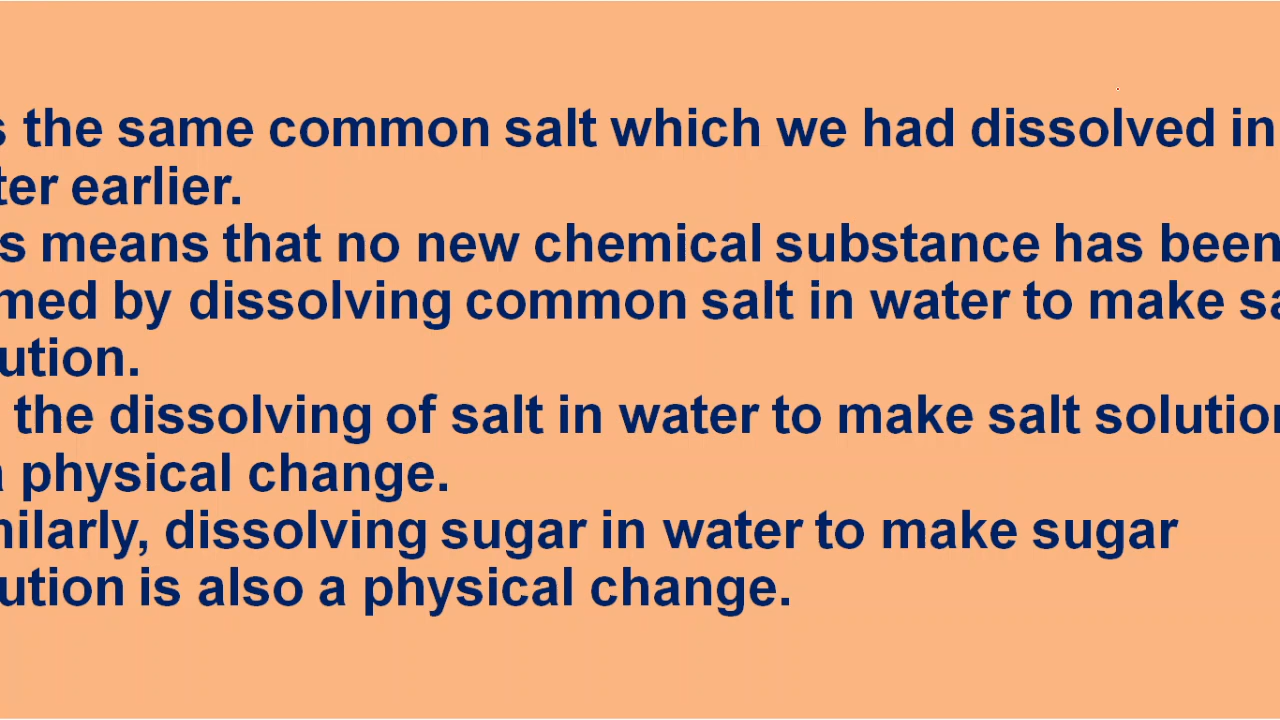 s the same common salt which we had dissolved in
ter earlier.
s means that no new chemical substance has been
med by dissolving common salt in water to make sa
ution.
the dissolving of salt in water to make salt solution
a physical change.
milarly, dissolving sugar in water to make sugar
ution is also a physical change.